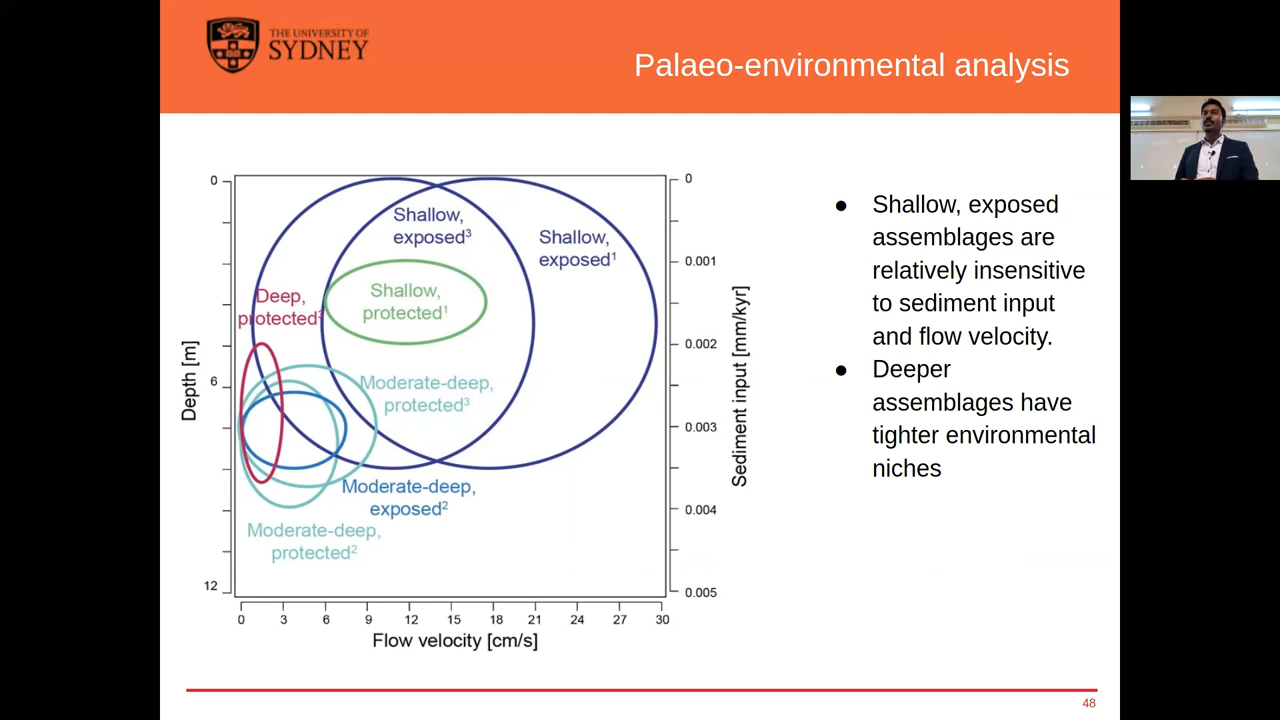 THE UNIVERSITY OF
SYDNEY
Palaeo-environmental analysis
0
6
12
Depth [m]
Shallow,
exposed³
Shallow,
exposed¹
Deep,
protected³
Shallow,
protected¹
Moderate-deep,
protected³
Moderate-deep,
exposed²
Moderate-deep,
protected²
0
0.001
0.002
0.003
0.004
0.005
Sediment input [mm/kyr]
0 3 6 9 12 15 18 21 24 27 30
Flow velocity [cm/s]
● Shallow, exposed
assemblages are
relatively insensitive
to sediment input
and flow velocity.
● Deeper
assemblages have
tighter environmental
niches
48